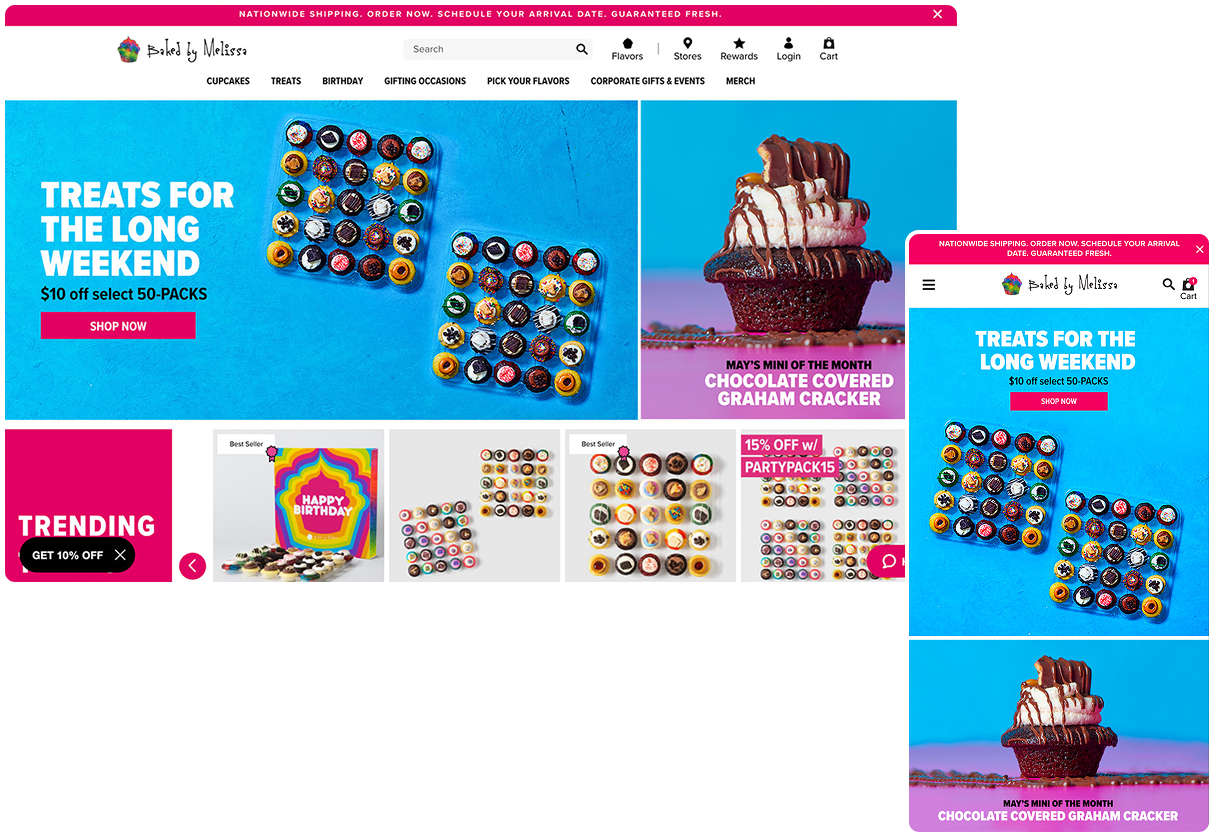 NATIONWIDE SHIPPING. ORDER NOW. SCHEDULE YOUR ARRIVAL DATE. GUARANTEED FRESH.
Baked by Melissa
Search
Flavors
Stores
Rewards
Login
Cart
CUPCAKES
TREATS
BIRTHDAY
GIFTING OCCASIONS
PICK YOUR FLAVORS
CORPORATE GIFTS & EVENTS
MERCH
TREATS FOR
THE LONG
WEEKEND
$10 off select 50-PACKS
SHOP NOW
MAY'S MINI OF THE MONTH
CHOCOLATE COVERED
GRAHAM CRACKER
TRENDING
GET 10% OFF
Best Seller
HAPPY
BIRTHDAY
Best Seller
15% OFF w/
PARTYPACK15
NATIONWIDE SHIPPING. ORDER NOW. SCHEDULE YOUR ARRIVAL
DATE. GUARANTEED FRESH.
Baked by Melissa
1
Cart
TREATS FOR THE
LONG WEEKEND
$10 off select 50-PACKS
SHOP NOW
MAY'S MINI OF THE MONTH
CHOCOLATE COVERED GRAHAM CRACKER